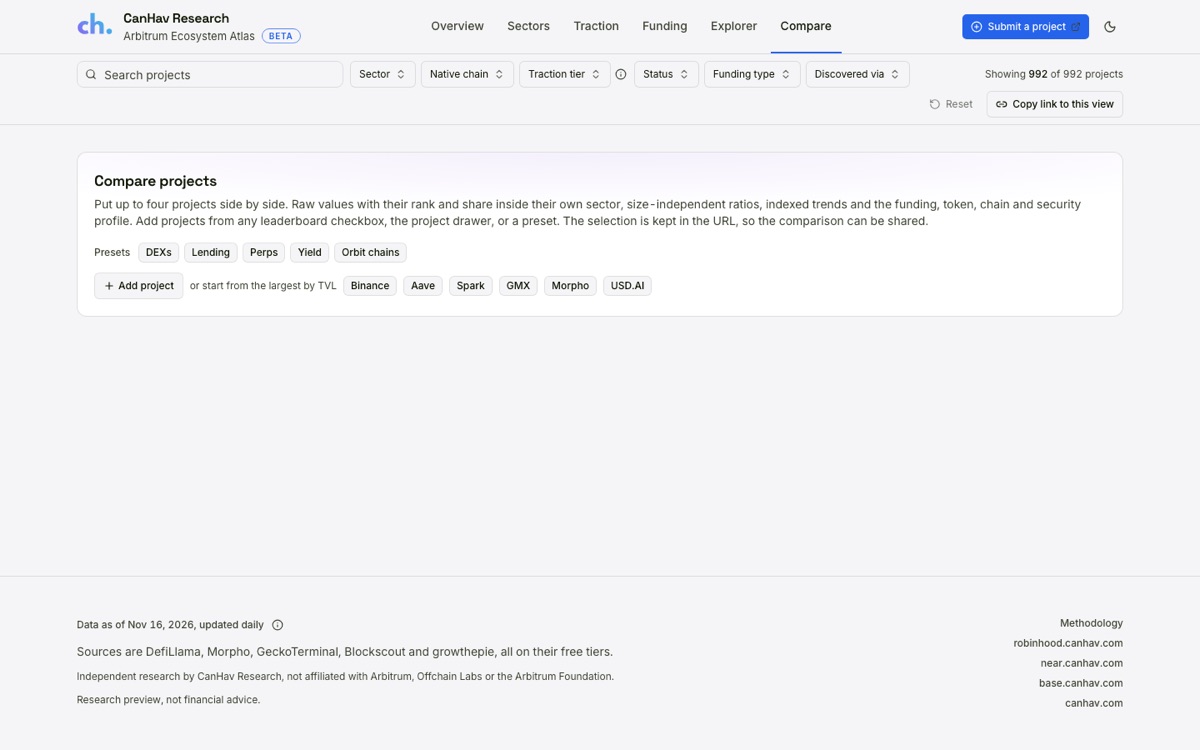 ch.
CanHav Research
Arbitrum Ecosystem Atlas BETA
Overview Sectors Traction Funding Explorer Compare
Submit a project
Search projects
Sector Native chain Traction tier Status Funding type Discovered via
Showing 992 of 992 projects
Reset Copy link to this view
Compare projects
Put up to four projects side by side. Raw values with their rank and share inside their own sector, size-independent ratios, indexed trends and the funding, token, chain and security
profile. Add projects from any leaderboard checkbox, the project drawer, or a preset. The selection is kept in the URL, so the comparison can be shared.
Presets DEXs Lending Perps Yield Orbit chains
Add project or start from the largest by TVL Binance Aave Spark GMX Morpho USD.AI
Data as of Nov 16, 2026, updated daily
Sources are DefiLlama, Morpho, GeckoTerminal, Blockscout and growthepie, all on their free tiers.
Independent research by CanHav Research, not affiliated with Arbitrum, Offchain Labs or the Arbitrum Foundation.
Research preview, not financial advice.
Methodology
robinhood.canhav.com
near.canhav.com
base.canhav.com
canhav.com